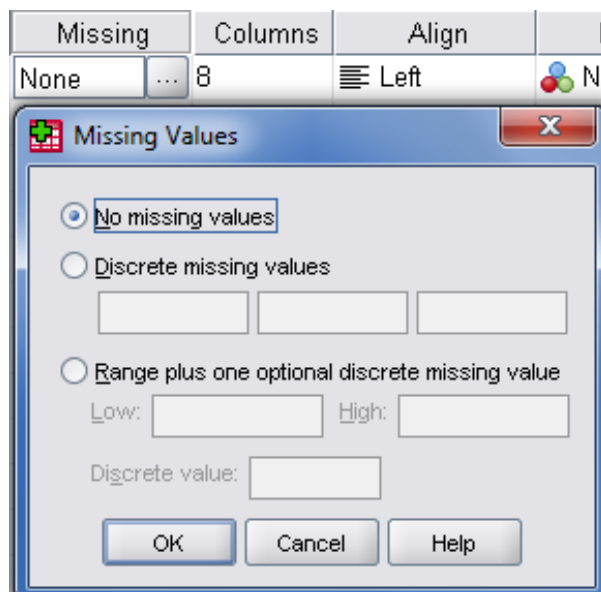 Missing Columns Align
None ... 8 Left N
Missing Values
No missing values
Discrete missing values
Range plus one optional discrete missing value
Low: High:
Discrete value:
OK Cancel Help